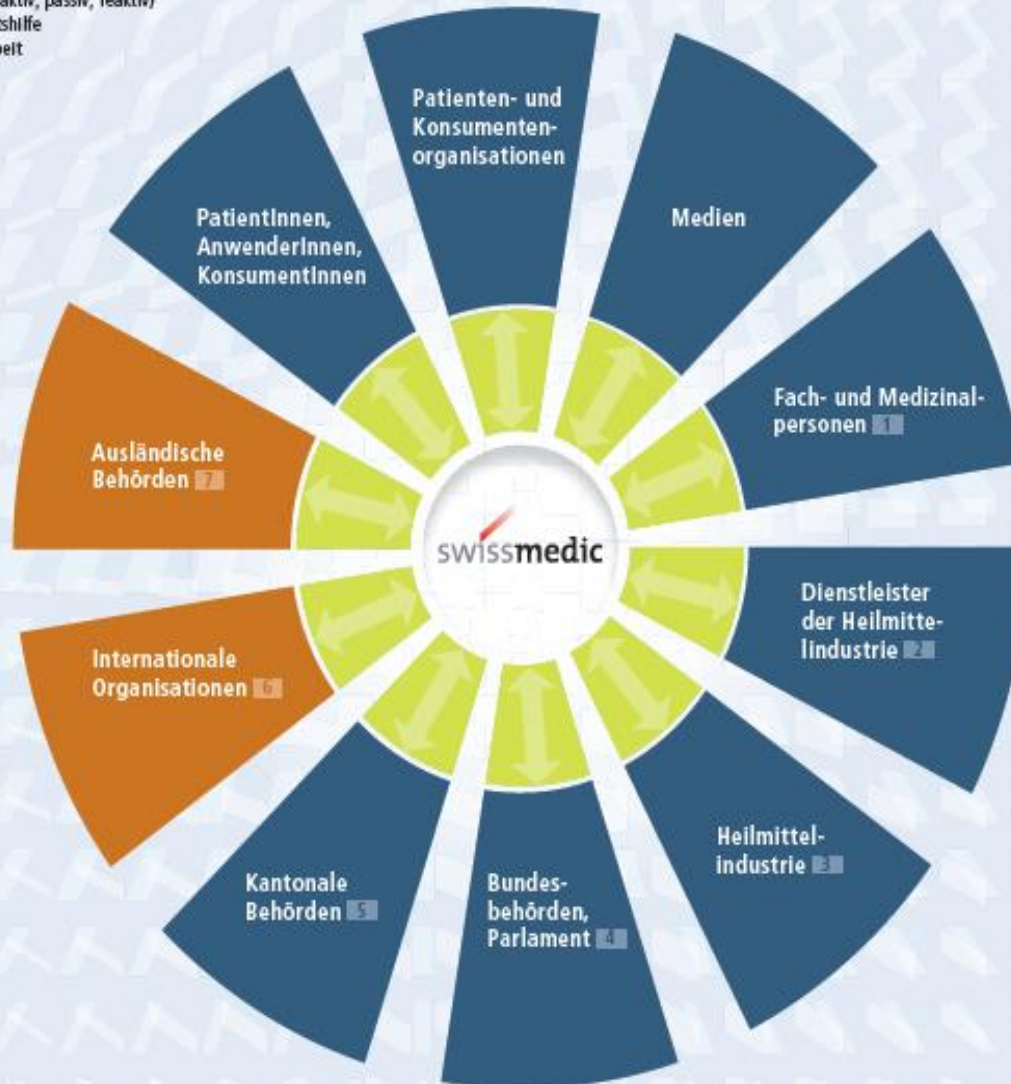 aktiv, passiv, reaktiv)
tshilfe
beit
Patienten- und
Konsumenten-
organisationen
Medien
PatientInnen,
AnwenderInnen,
KonsumentInnen
Fach- und Medizinal-
personen 1
Ausländische
Behörden 7
swissmedic
Dienstleister
der Heilmitte-
lindustrie 2
Internationale
Organisationen 6
Heilmittel-
industrie 3
Kantonale
Behörden 5
Bundes-
behörden,
Parlament 4